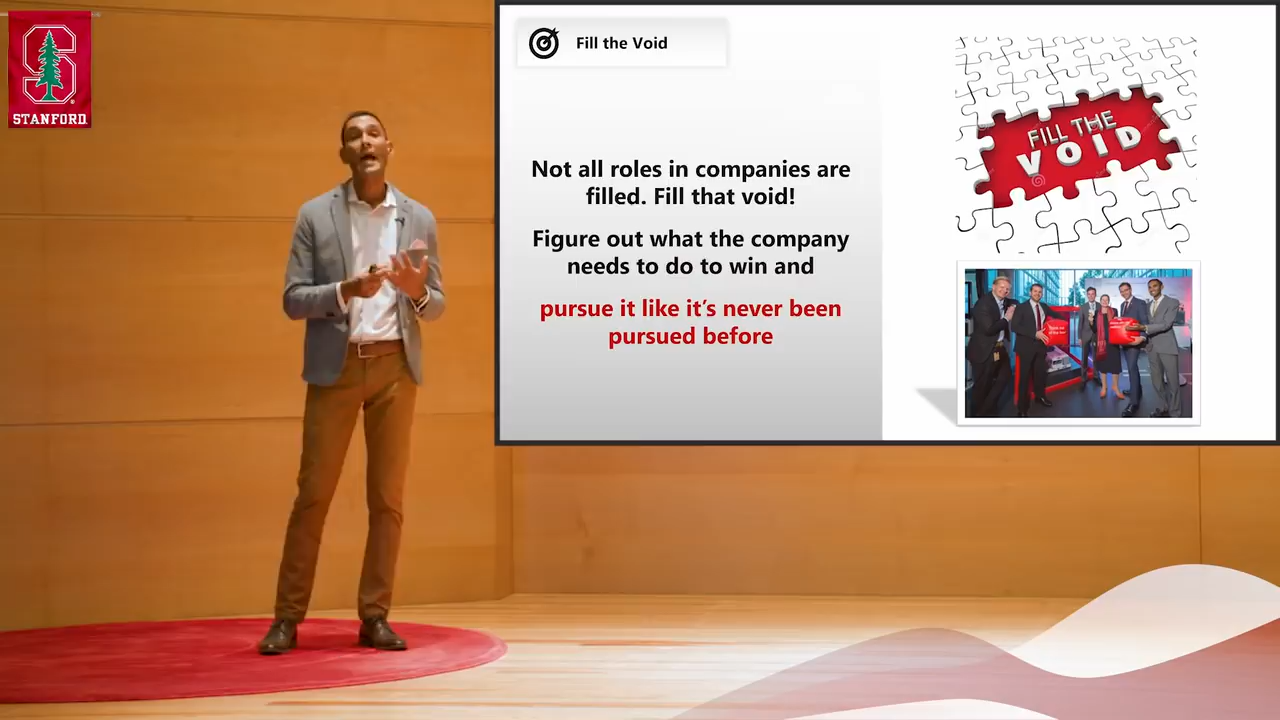 STANFORD
Fill the Void
Not all roles in companies are
filled. Fill that void!
Figure out what the company
needs to do to win and
pursue it like it’s never been
pursued before
FILL THE
VOID